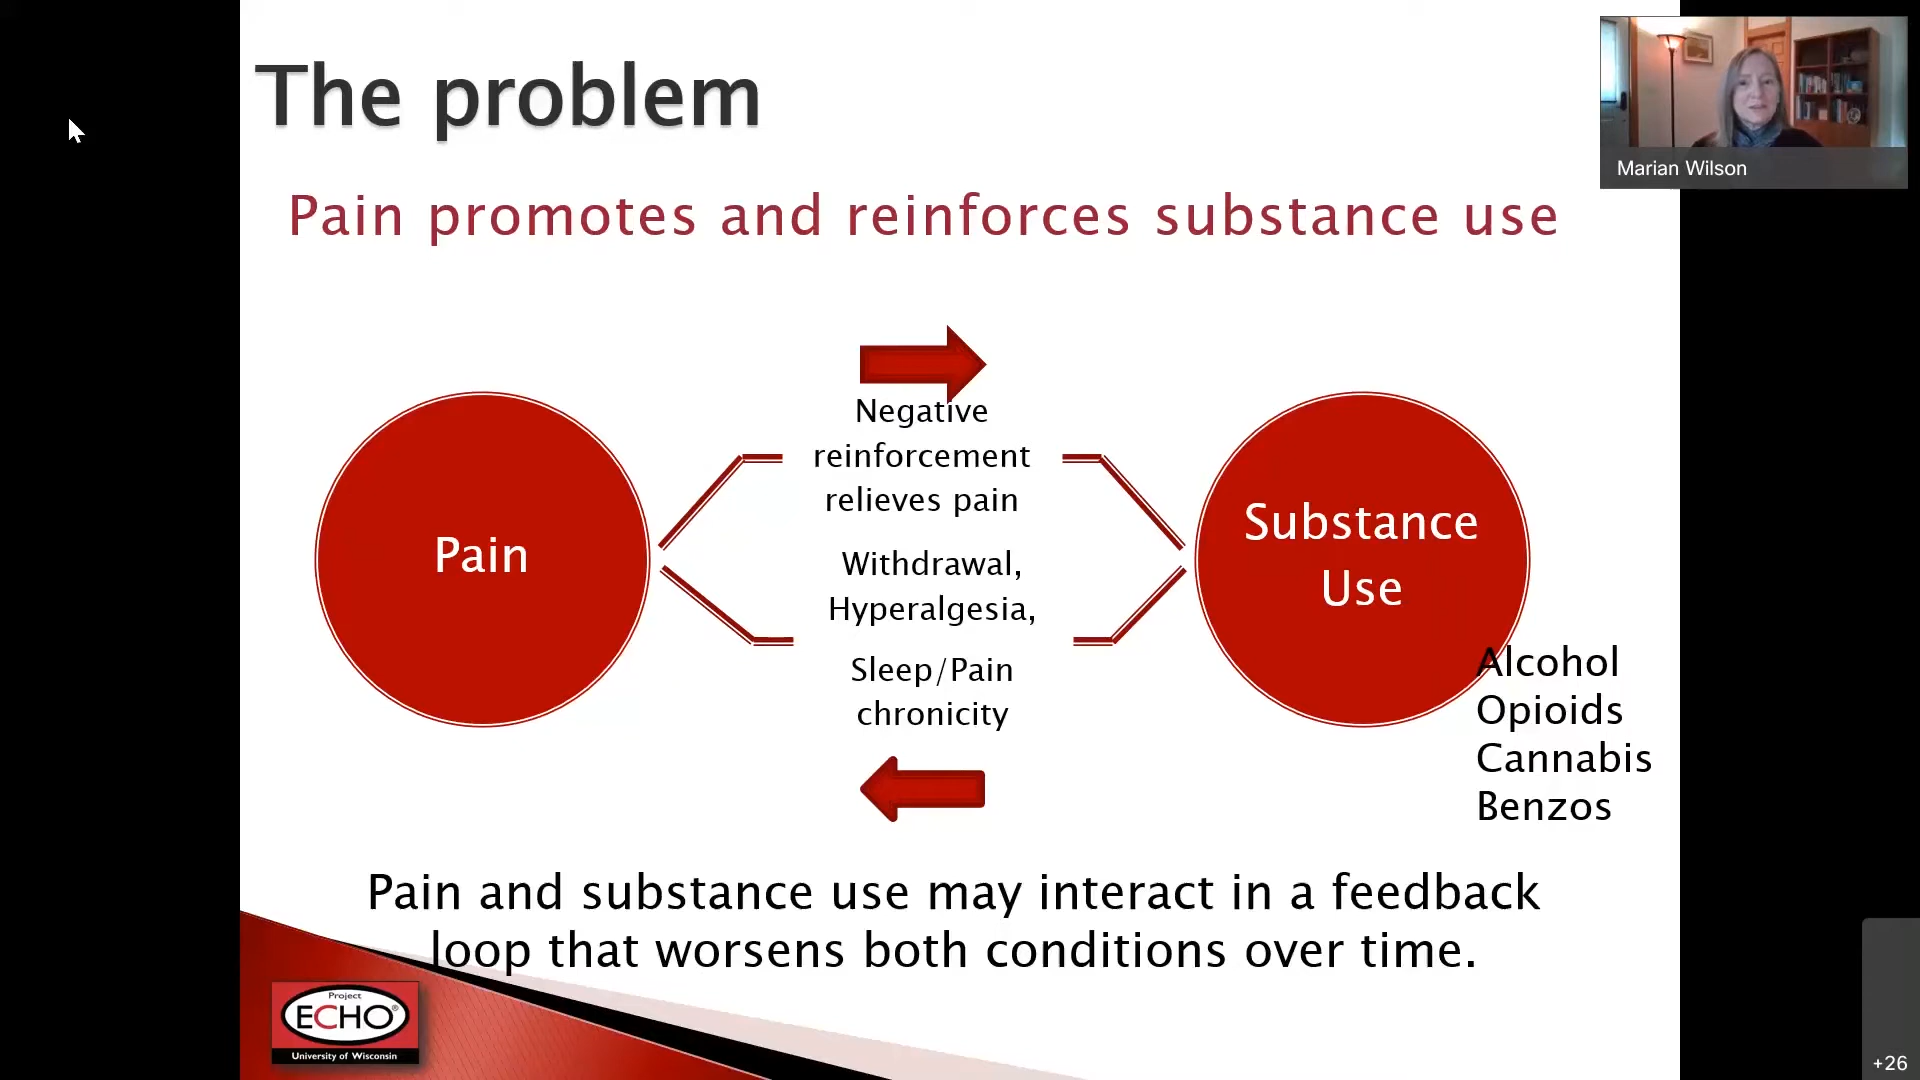 The problem
Marian Wilson
Pain promotes and reinforces substance use
Negative
reinforcement
relieves pain
Pain
Withdrawal,
Hyperalgesia,
Sleep/Pain
chronicity
Substance
Use
Alcohol
Opioids
Cannabis
Benzos
Pain and substance use may interact in a feedback
loop that worsens both conditions over time.
Project
ECHO®
University of Wisconsin
+26